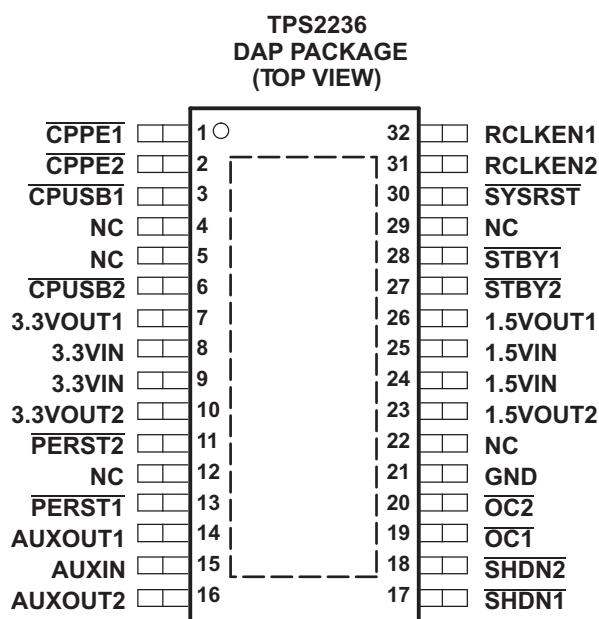 TPS2236
DAP PACKAGE
(TOP VIEW)
CPPE1 1 32 RCLKEN1
CPPE2 2 31 RCLKEN2
CPUSB1 3 30 SYSRST
NC 4 29 NC
NC 5 28 STBY1
CPUSB2 6 27 STBY2
3.3VOUT1 7 26 1.5VOUT1
3.3VIN 8 25 1.5VIN
3.3VIN 9 24 1.5VIN
3.3VOUT2 10 23 1.5VOUT2
PERST2 11 22 NC
NC 12 21 GND
PERST1 13 20 OC2
AUXOUT1 14 19 OC1
AUXIN 15 18 SHDN2
AUXOUT2 16 17 SHDN1